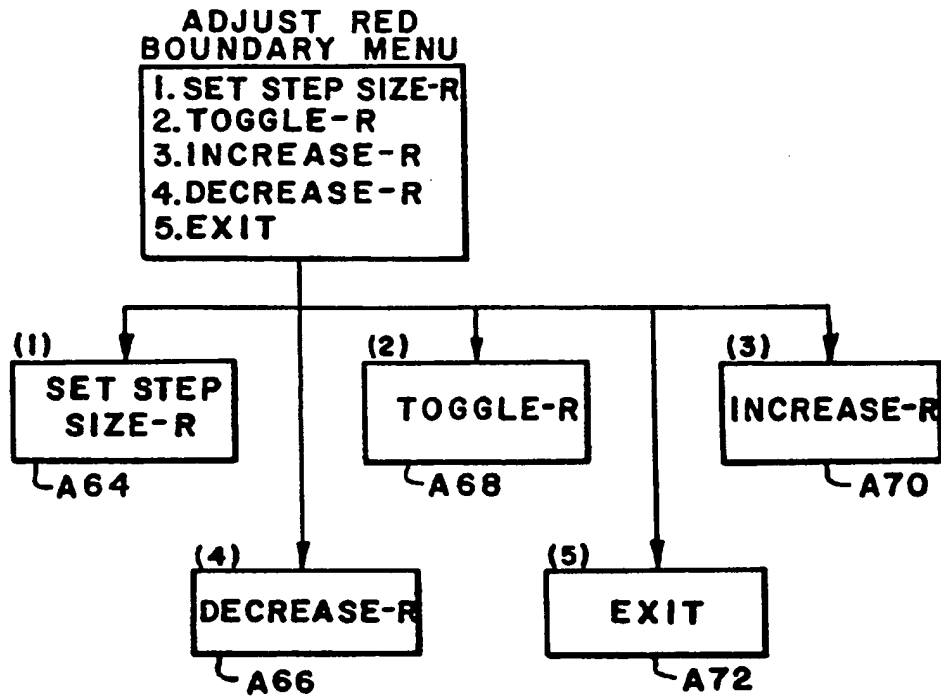 ADJUST RED
BOUNDARY MENU
1. SET STEP SIZE-R
2. TOGGLE-R
3. INCREASE-R
4. DECREASE-R
5. EXIT
(1)
SET STEP
SIZE-R
A64
(2)
TOGGLE-R
A68
(3)
INCREASE-R
A70
(4)
DECREASE-R
A66
(5)
EXIT
A72